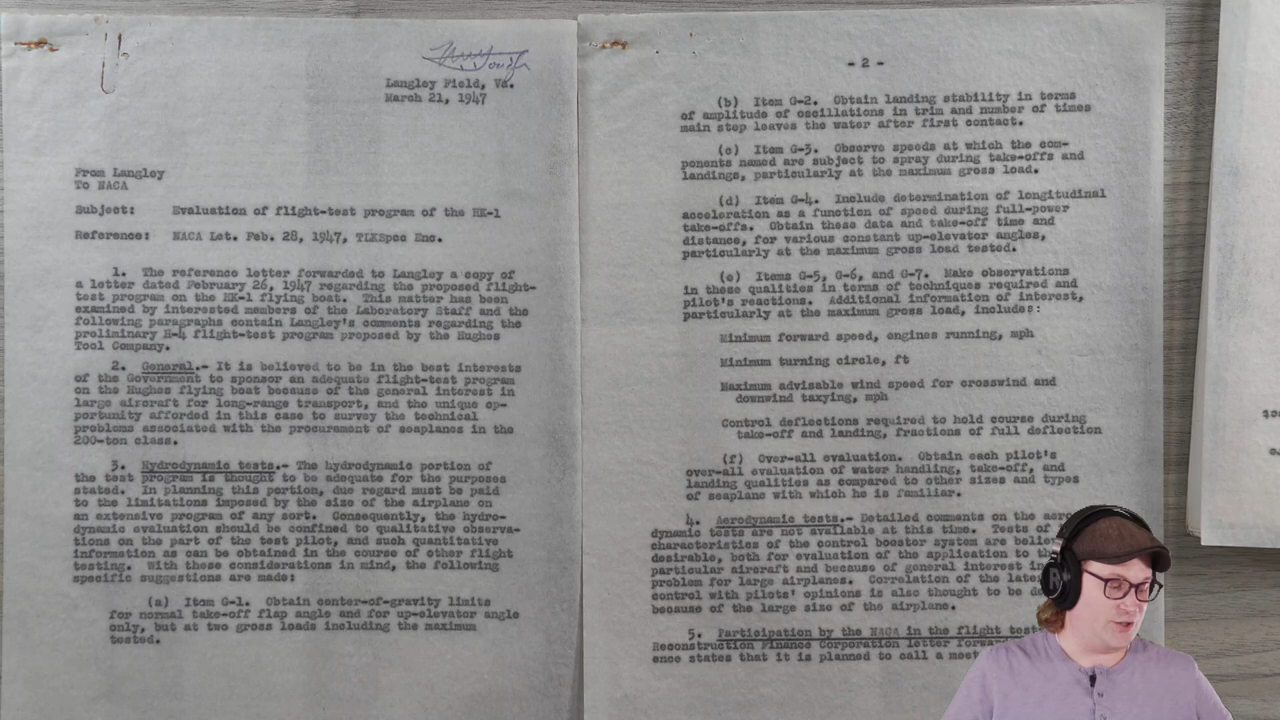 Langley Field, Va.
March 21, 1947
From Langley
To NACA
Subject: Evaluation of flight-test program of the HK-1
Reference: NACA Let. Feb. 28, 1947, TLKSpcc Enc.
1. The reference letter forwarded to Langley a copy of
a letter dated February 26, 1947 regarding the proposed flight-
test program on the HK-1 flying boat. This matter has been
examined by interested members of the Laboratory Staff and the
following paragraphs contain Langley's comments regarding the
preliminary H-4 flight-test program proposed by the Hughes
Tool Company.
2. General.- It is believed to be in the best interests
of the Government to sponsor an adequate flight-test program
on the Hughes flying boat because of the general interest in
large aircraft for long-range transport, and the unique op-
portunity afforded in this case to survey the technical
problems associated with the procurement of seaplanes in the
200-ton class.
3. Hydrodynamic tests.- The hydrodynamic portion of
the test program is thought to be adequate for the purposes
stated. In planning this portion, due regard must be paid
to the limitations imposed by the size of the airplane on
an extensive program of any sort. Consequently, the hydro-
dynamic evaluation should be confined to qualitative observa-
tions on the part of the test pilot, and such quantitative
information as can be obtained in the course of other flight
testing. With these considerations in mind, the following
specific suggestions are made:
(a) Item G-1. Obtain center-of-gravity limits
for normal take-off flap angle and for up-elevator angle
only, but at two gross loads including the maximum
tested.
- 2 -
(b) Item G-2. Obtain landing stability in terms
of amplitude of oscillations in trim and number of times
main step leaves the water after first contact.
(c) Item G-3. Observe speeds at which the com-
ponents named are subject to spray during take-offs and
landings, particularly at the maximum gross load.
(d) Item G-4. Include determination of longitudinal
acceleration as a function of speed during full-power
take-offs. Obtain these data and take-off time and
distance, for various constant up-elevator angles,
particularly at the maximum gross load tested.
(e) Items G-5, G-6, and G-7. Make observations
in these qualities in terms of techniques required and
pilot's reactions. Additional information of interest,
particularly at the maximum gross load, includes:
Minimum forward speed, engines running, mph
Minimum turning circle, ft
Maximum advisable wind speed for crosswind and
downwind taxying, mph
Control deflections required to hold course during
take-off and landing, fractions of full deflection
(f) Over-all evaluation. Obtain each pilot's
over-all evaluation of water handling, take-off, and
landing qualities as compared to other sizes and types
of seaplane with which he is familiar.
4. Aerodynamic tests.- Detailed comments on the aero
dynamic tests are not available at this time. Tests of
characteristics of the control booster system are belie
desirable, both for evaluation of the application to th
particular aircraft and because of general interest in
problem for large airplanes. Correlation of the late
control with pilots' opinions is also thought to be de
because of the large size of the airplane.
5. Participation by the NACA in the flight test
Reconstruction Finance Corporation letter forwar
ence states that it is planned to call a meet